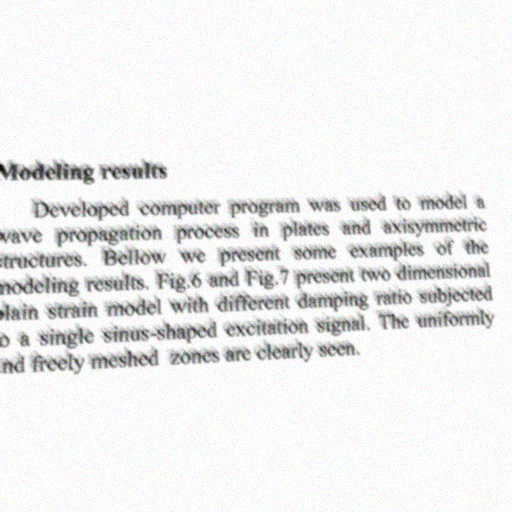 Modeling results
Developed computer program was used to model a
wave propagation process in plates and axisymmetric
structures. Bellow we present some examples of the
modeling results. Fig.6 and Fig.7 present two dimensional
plain strain model with different damping ratio subjected
to a single sinus-shaped excitation signal. The uniformly
and freely meshed zones are clearly seen.